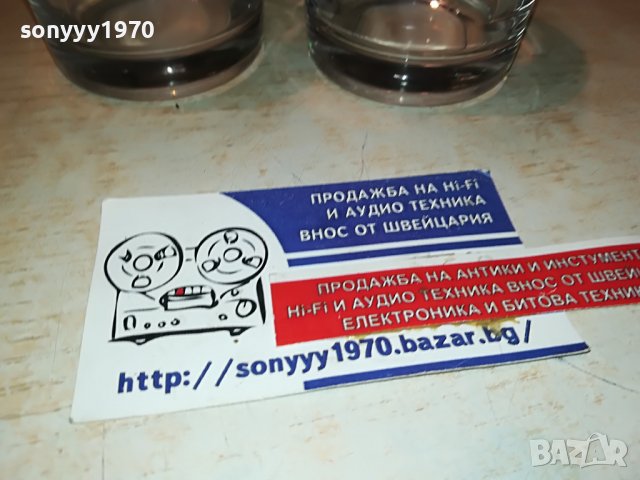 sonyyy1970
ПРОДАЖБА НА Hi-Fi
И АУДИО ТЕХНИКА
ВНОС ОТ ШВЕЙЦАРИЯ
ПРОДАЖБА НА АНТИКИ И ИНСТУМЕНТ
Hi-Fi И АУДИО ТЕХНИКА ВНОС ОТ ШВЕЙ
ЕЛЕКТРОНИКА И БИТОВА ТЕХНИ
http://sonyyy1970.bazar.bg/
BAZAR
bg